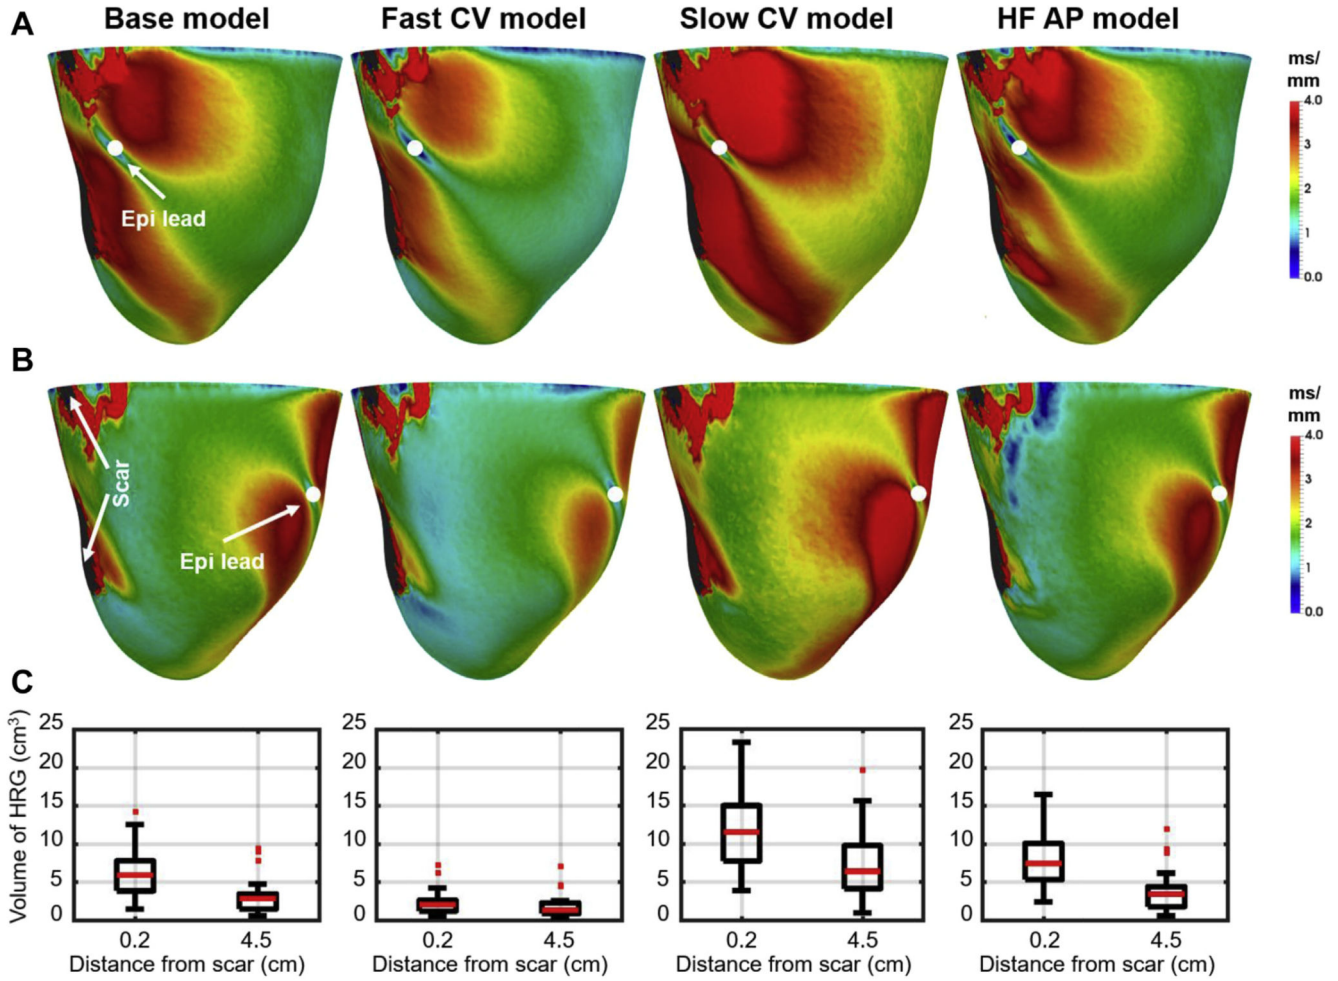 A
Base model
Fast CV model
Slow CV model
HF AP model
ms/
mm
4.0
3
2
1
0.0
Epi lead
B
ms/
mm
4.0
3
2
1
0.0
Scar
Epi lead
C
Volume of HRG (cm³)
25
20
15
10
5
0
0.2
4.5
Distance from scar (cm)
25
20
15
10
5
0
0.2
4.5
Distance from scar (cm)
25
20
15
10
5
0
0.2
4.5
Distance from scar (cm)
25
20
15
10
5
0
0.2
4.5
Distance from scar (cm)